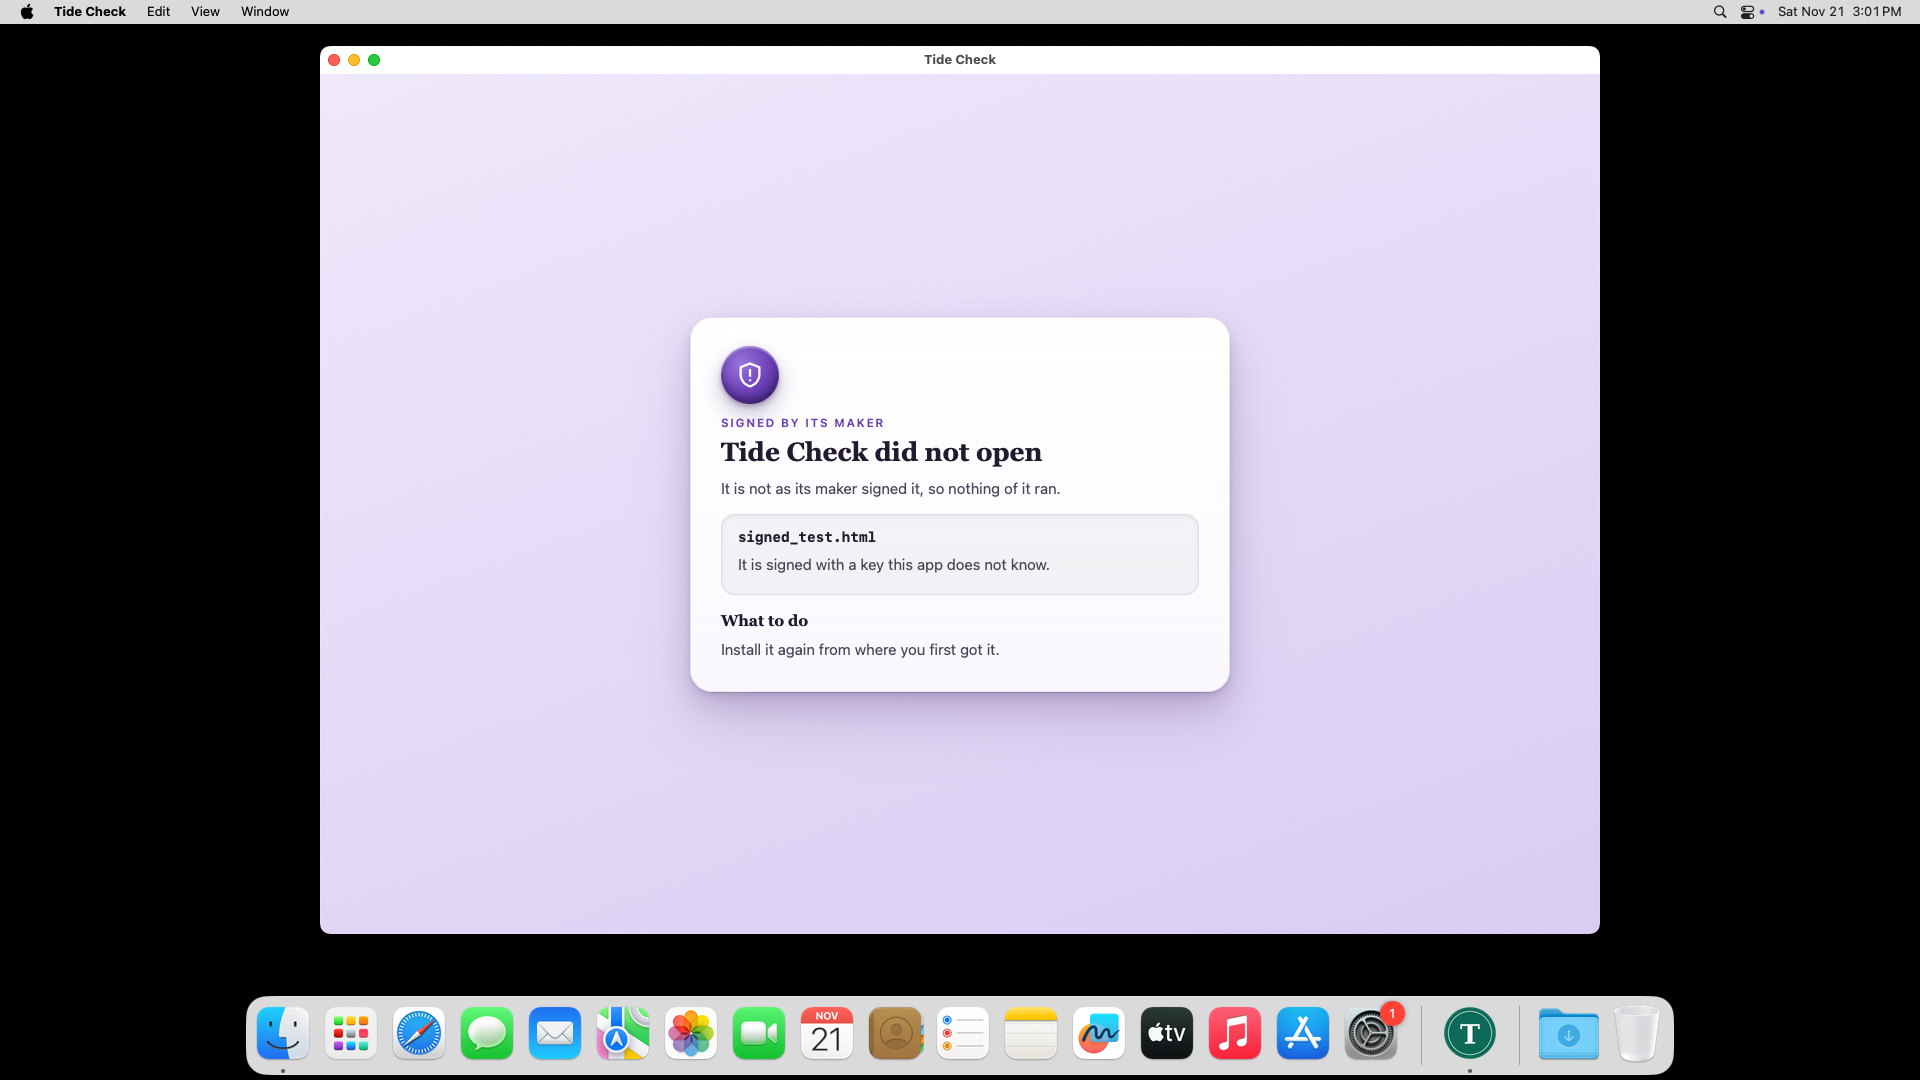 Tide Check Edit View Window Sat Nov 21 3:01 PM
Tide Check
SIGNED BY ITS MAKER
Tide Check did not open
It is not as its maker signed it, so nothing of it ran.
signed_test.html
It is signed with a key this app does not know.
What to do
Install it again from where you first got it.
NOV
21
tv
1
T